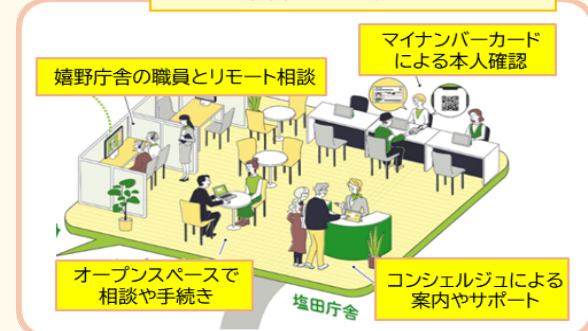 マイナンバーカード
による本人確認
嬉野庁舎の職員とリモート相談
オープンスペースで
相談や手続き
コンシェルジュによる
案内やサポート
塩田庁舎